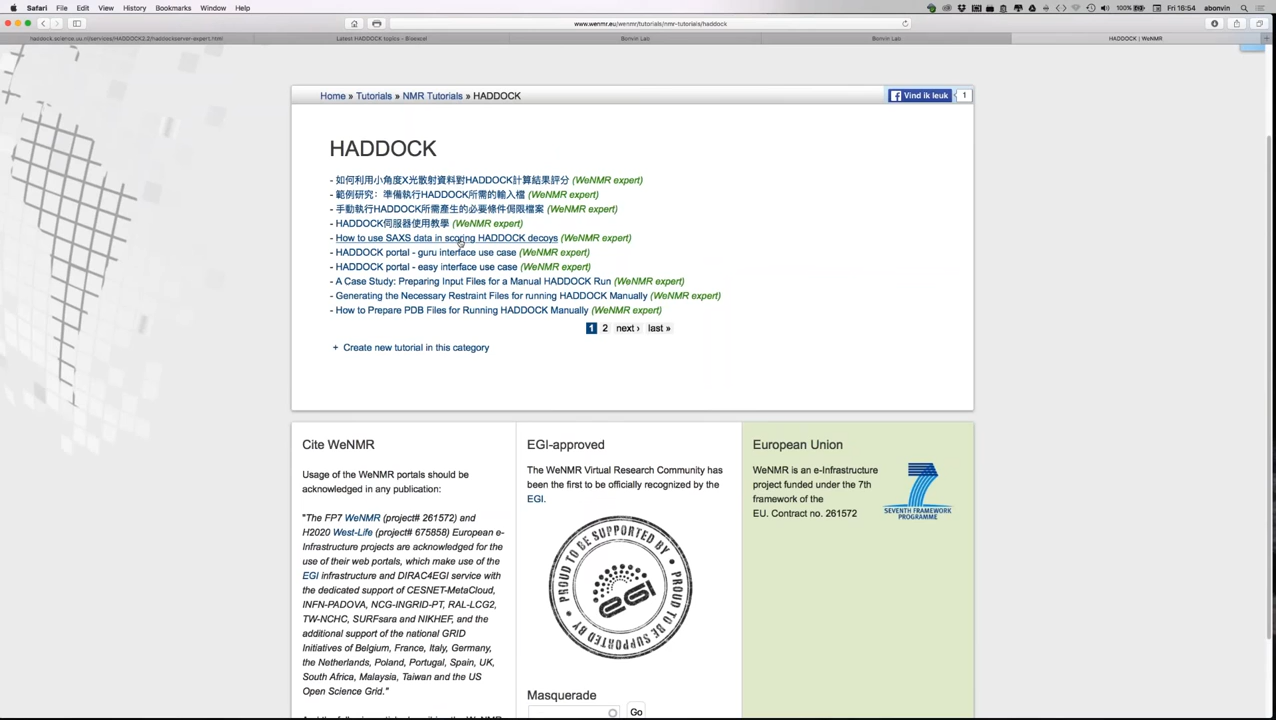 Safari File Edit View History Bookmarks Window Help 100% Fri 16:54 abonvin
www.wenmr.eu/wenmr/tutorials/nmr-tutorials/haddock
haddock.science.uu.nl/services/HADDOCK2.2/haddockserver-expert.html Latest HADDOCK topics - Bioexcel Bonvin Lab Bonvin Lab HADDOCK | WeNMR
Home » Tutorials » NMR Tutorials » HADDOCK Vind ik leuk 1
HADDOCK
- 如何利用小角度X光散射資料對HADDOCK計算結果評分 (WeNMR expert)
- 範例研究：準備執行HADDOCK所需的輸入檔 (WeNMR expert)
- 手動執行HADDOCK所需產生的必要條件侷限檔案 (WeNMR expert)
- HADDOCK伺服器使用教學 (WeNMR expert)
- How to use SAXS data in scoring HADDOCK decoys (WeNMR expert)
- HADDOCK portal - guru interface use case (WeNMR expert)
- HADDOCK portal - easy interface use case (WeNMR expert)
- A Case Study: Preparing Input Files for a Manual HADDOCK Run (WeNMR expert)
- Generating the Necessary Restraint Files for running HADDOCK Manually (WeNMR expert)
- How to Prepare PDB Files for Running HADDOCK Manually (WeNMR expert)
1 2 next › last »
+ Create new tutorial in this category
Cite WeNMR
Usage of the WeNMR portals should be
acknowledged in any publication:
"The FP7 WeNMR (project# 261572) and
H2020 West-Life (project# 675858) European e-
Infrastructure projects are acknowledged for the
use of their web portals, which make use of the
EGI infrastructure and DIRAC4EGI service with
the dedicated support of CESNET-MetaCloud,
INFN-PADOVA, NCG-INGRID-PT, RAL-LCG2,
TW-NCHC, SURFsara and NIKHEF, and the
additional support of the national GRID
Initiatives of Belgium, France, Italy, Germany,
the Netherlands, Poland, Portugal, Spain, UK,
South Africa, Malaysia, Taiwan and the US
Open Science Grid."
EGI-approved
The WeNMR Virtual Research Community has
been the first to be officially recognized by the
EGI.
PROUD TO BE SUPPORTED BY
egi
PROUD TO BE SUPPORTED BY
Masquerade
Go
European Union
WeNMR is an e-Infrastructure
project funded under the 7th
framework of the
EU. Contract no. 261572
SEVENTH FRAMEWORK
PROGRAMME